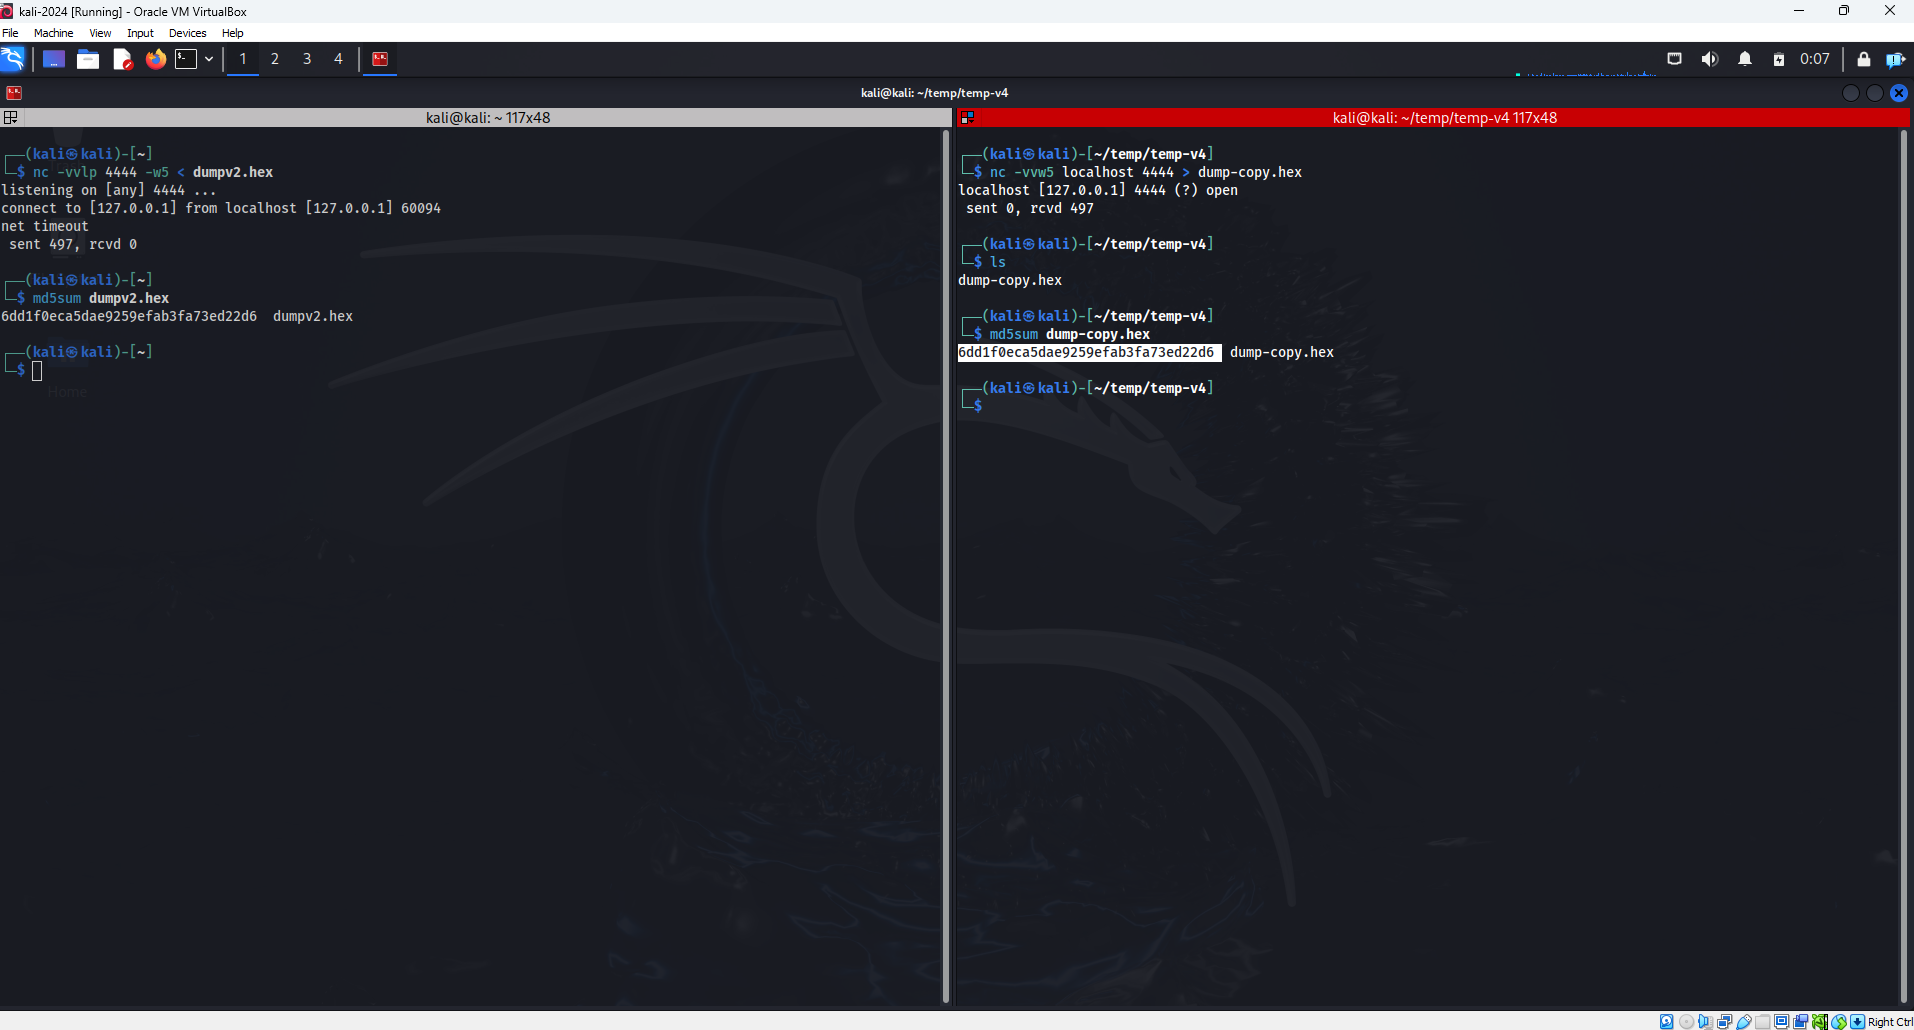 kali-2024 [Running] - Oracle VM VirtualBox
File Machine View Input Devices Help
1 2 3 4 0:07
kali@kali: ~/temp/temp-v4
kali@kali: ~ 117x48
┌──(kali㉿kali)-[~]
└─$ nc -vvlp 4444 -w5 < dumpv2.hex
listening on [any] 4444 ...
connect to [127.0.0.1] from localhost [127.0.0.1] 60094
net timeout
 sent 497, rcvd 0
┌──(kali㉿kali)-[~]
└─$ md5sum dumpv2.hex
6dd1f0eca5dae9259efab3fa73ed22d6  dumpv2.hex
┌──(kali㉿kali)-[~]
└─$
Home
kali@kali: ~/temp/temp-v4 117x48
┌──(kali㉿kali)-[~/temp/temp-v4]
└─$ nc -vvw5 localhost 4444 > dump-copy.hex
localhost [127.0.0.1] 4444 (?) open
 sent 0, rcvd 497
┌──(kali㉿kali)-[~/temp/temp-v4]
└─$ ls
dump-copy.hex
┌──(kali㉿kali)-[~/temp/temp-v4]
└─$ md5sum dump-copy.hex
6dd1f0eca5dae9259efab3fa73ed22d6  dump-copy.hex
┌──(kali㉿kali)-[~/temp/temp-v4]
└─$
Right Ctrl